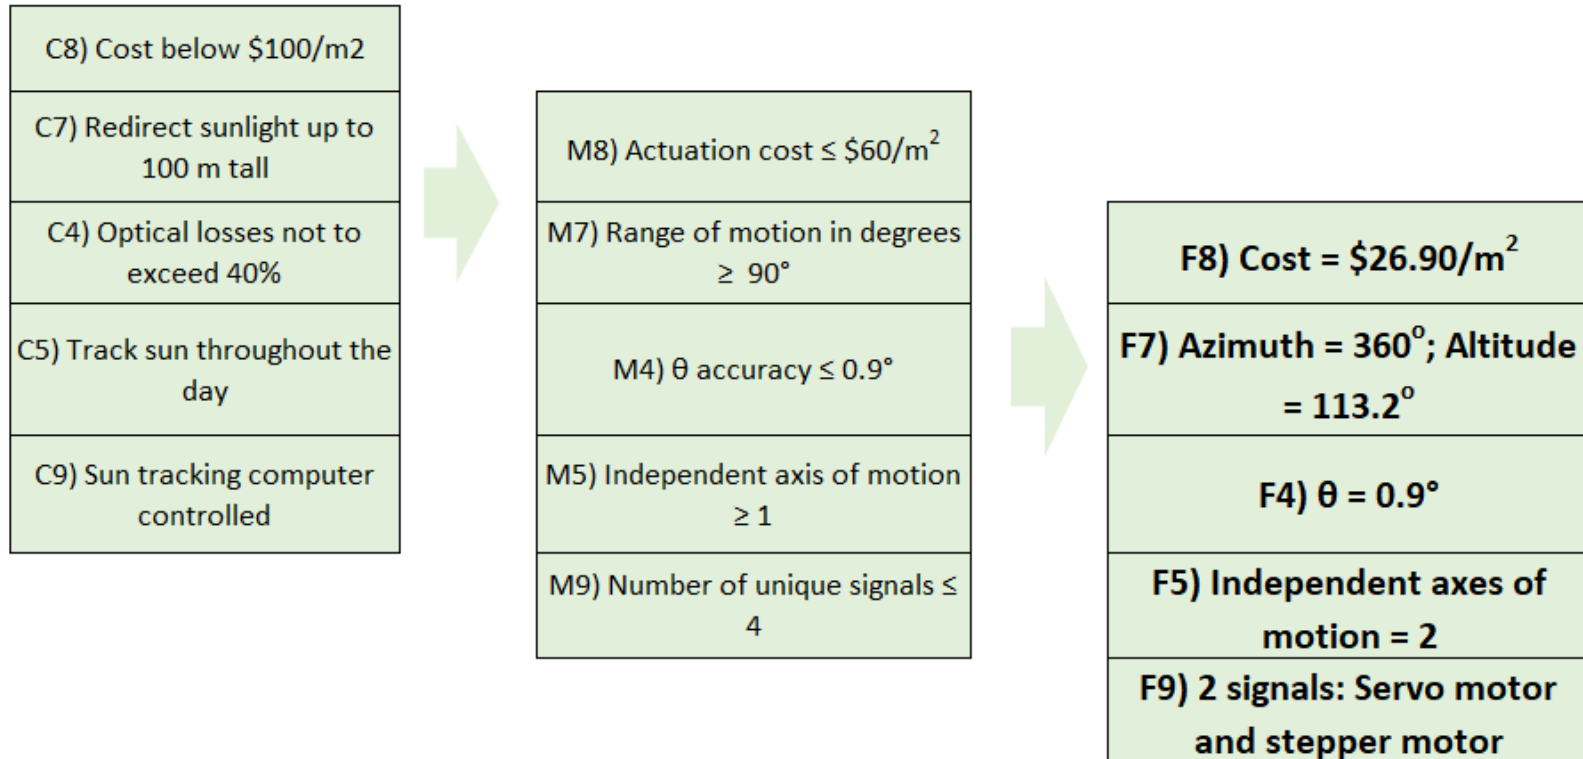 C8) Cost below $100/m2
C7) Redirect sunlight up to
100 m tall
C4) Optical losses not to
exceed 40%
C5) Track sun throughout the
day
C9) Sun tracking computer
controlled
M8) Actuation cost ≤ $60/m²
M7) Range of motion in degrees
≥ 90°
M4) θ accuracy ≤ 0.9°
M5) Independent axis of motion
≥ 1
M9) Number of unique signals ≤
4
F8) Cost = $26.90/m²
F7) Azimuth = 360°; Altitude
= 113.2°
F4) θ = 0.9°
F5) Independent axes of
motion = 2
F9) 2 signals: Servo motor
and stepper motor